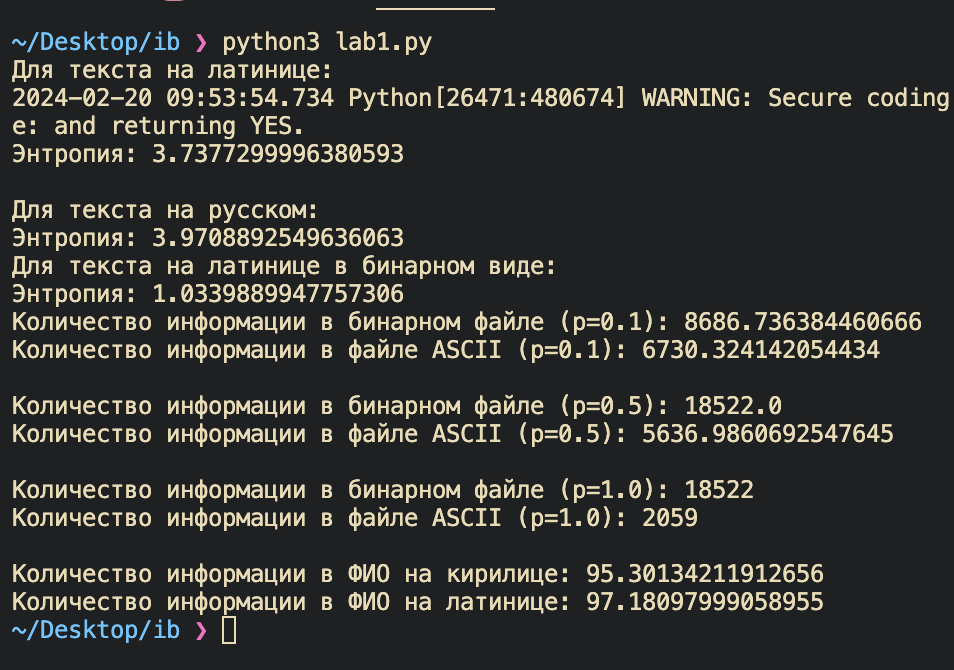 ~/Desktop/ib ❯ python3 lab1.py
Для текста на латинице:
2024-02-20 09:53:54.734 Python[26471:480674] WARNING: Secure coding
e: and returning YES.
Энтропия: 3.7377299996380593
Для текста на русском:
Энтропия: 3.9708892549636063
Для текста на латинице в бинарном виде:
Энтропия: 1.0339889947757306
Количество информации в бинарном файле (p=0.1): 8686.736384460666
Количество информации в файле ASCII (p=0.1): 6730.324142054434
Количество информации в бинарном файле (p=0.5): 18522.0
Количество информации в файле ASCII (p=0.5): 5636.9860692547645
Количество информации в бинарном файле (p=1.0): 18522
Количество информации в файле ASCII (p=1.0): 2059
Количество информации в ФИО на кирилице: 95.30134211912656
Количество информации в ФИО на латинице: 97.18097999058955
~/Desktop/ib ❯